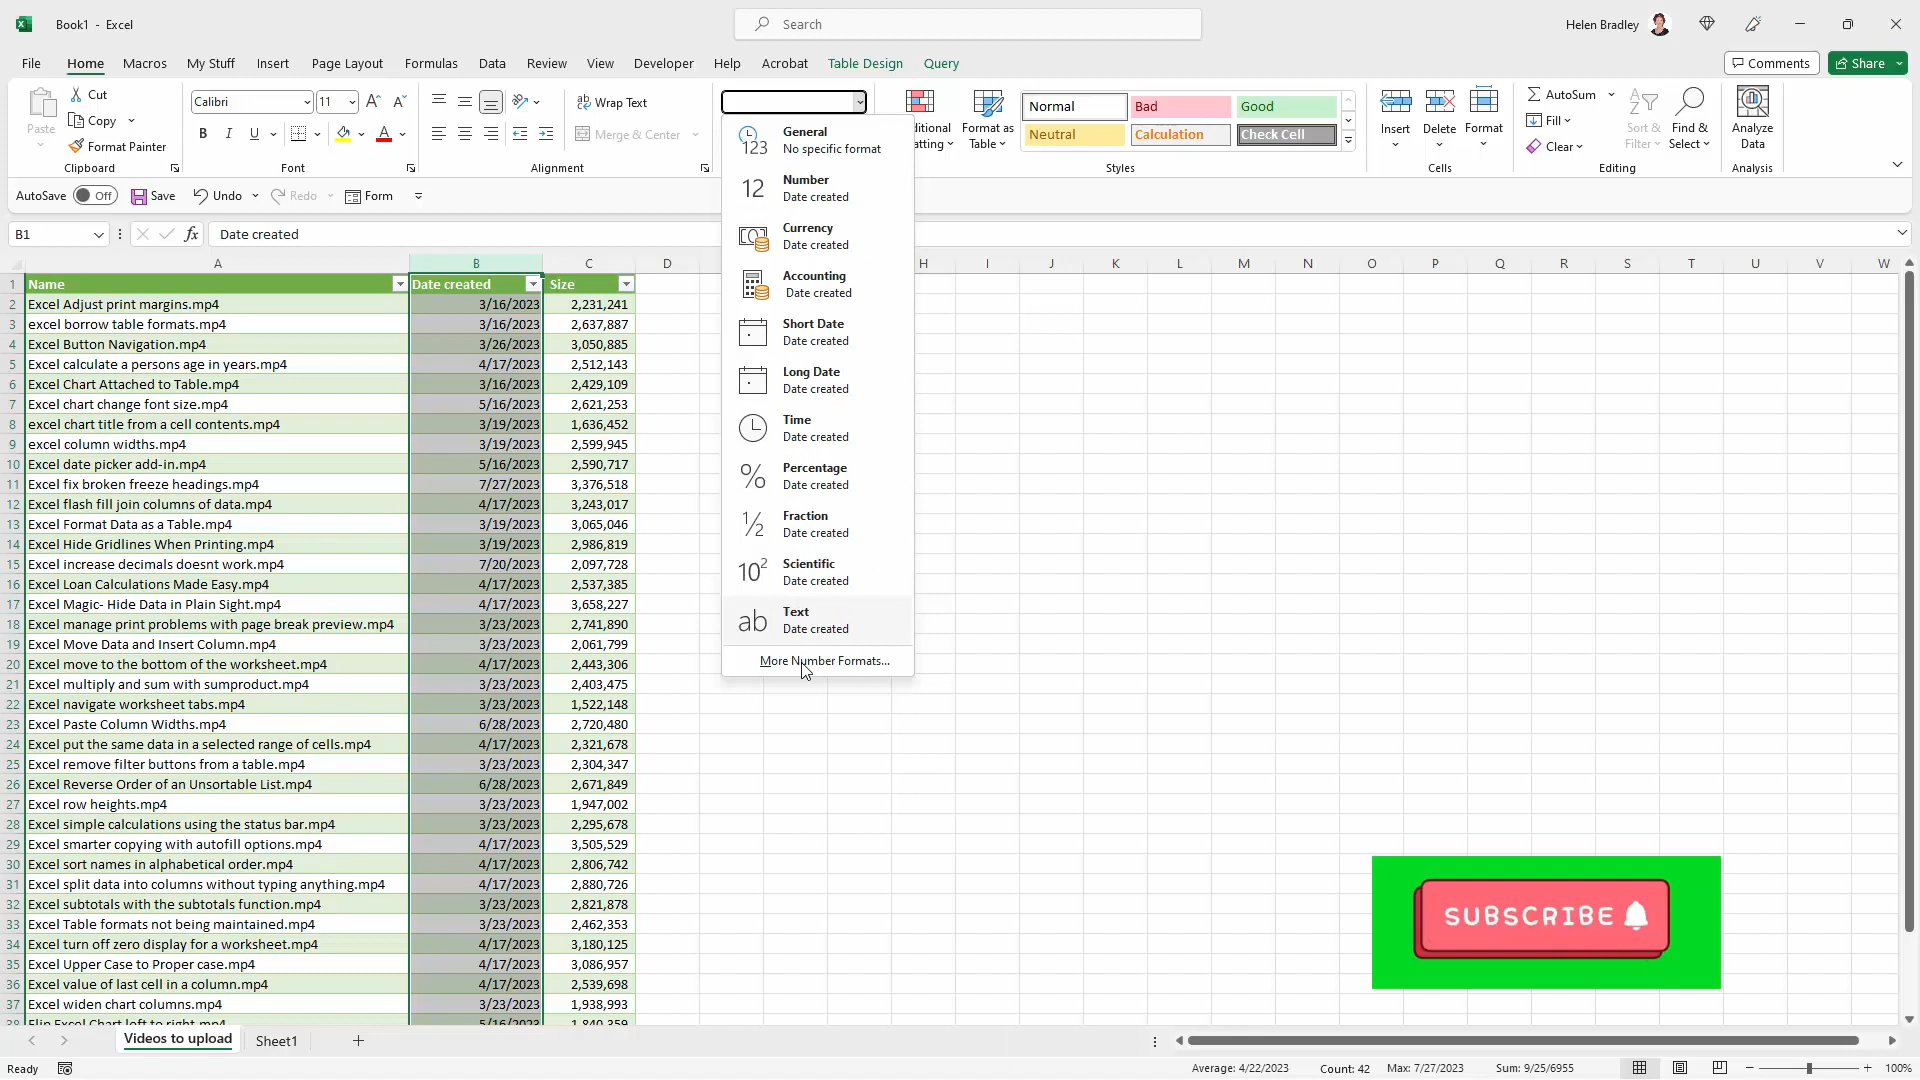 Book1 - Excel
Search
Helen Bradley
File Home Macros My Stuff Insert Page Layout Formulas Data Review View Developer Help Acrobat Table Design Query
Comments
Share
Paste
Cut
Copy
Format Painter
Clipboard
Calibri 11
B I U A
Font
Wrap Text
Merge & Center
Alignment
ditional
atting
Format as
Table
Normal Bad Good
Neutral Calculation Check Cell
Styles
Insert Delete Format
Cells
AutoSum
Fill
Clear
Sort &
Filter
Find &
Select
Editing
Analyze
Data
Analysis
AutoSave Off Save Undo Redo Form
B1 fx Date created
General
No specific format
Number
Date created
Currency
Date created
Accounting
Date created
Short Date
Date created
Long Date
Date created
Time
Date created
Percentage
Date created
Fraction
Date created
Scientific
Date created
Text
Date created
More Number Formats...
A B C D H I J K L M N O P Q R S T U V W
1 Name Date created Size
2 Excel Adjust print margins.mp4 3/16/2023 2,231,241
3 excel borrow table formats.mp4 3/16/2023 2,637,887
4 Excel Button Navigation.mp4 3/26/2023 3,050,885
5 Excel calculate a persons age in years.mp4 4/17/2023 2,512,143
6 Excel Chart Attached to Table.mp4 3/16/2023 2,429,109
7 Excel chart change font size.mp4 5/16/2023 2,621,253
8 excel chart title from a cell contents.mp4 3/19/2023 1,636,452
9 excel column widths.mp4 3/19/2023 2,599,945
10 Excel date picker add-in.mp4 5/16/2023 2,590,717
11 Excel fix broken freeze headings.mp4 7/27/2023 3,376,518
12 Excel flash fill join columns of data.mp4 4/17/2023 3,243,017
13 Excel Format Data as a Table.mp4 3/19/2023 3,065,046
14 Excel Hide Gridlines When Printing.mp4 3/19/2023 2,986,819
15 Excel increase decimals doesnt work.mp4 7/20/2023 2,097,728
16 Excel Loan Calculations Made Easy.mp4 4/17/2023 2,537,385
17 Excel Magic- Hide Data in Plain Sight.mp4 4/17/2023 3,658,227
18 Excel manage print problems with page break preview.mp4 3/23/2023 2,741,890
19 Excel Move Data and Insert Column.mp4 3/23/2023 2,061,799
20 Excel move to the bottom of the worksheet.mp4 4/17/2023 2,443,306
21 Excel multiply and sum with sumproduct.mp4 3/23/2023 2,403,475
22 Excel navigate worksheet tabs.mp4 3/23/2023 1,522,148
23 Excel Paste Column Widths.mp4 6/28/2023 2,720,480
24 Excel put the same data in a selected range of cells.mp4 4/17/2023 2,321,678
25 Excel remove filter buttons from a table.mp4 3/23/2023 2,304,347
26 Excel Reverse Order of an Unsortable List.mp4 6/28/2023 2,671,849
27 Excel row heights.mp4 3/23/2023 1,947,002
28 Excel simple calculations using the status bar.mp4 3/23/2023 2,295,678
29 Excel smarter copying with autofill options.mp4 4/17/2023 3,505,529
30 Excel sort names in alphabetical order.mp4 4/17/2023 2,806,742
31 Excel split data into columns without typing anything.mp4 4/17/2023 2,880,726
32 Excel subtotals with the subtotals function.mp4 3/23/2023 2,821,878
33 Excel Table formats not being maintained.mp4 3/23/2023 2,462,353
34 Excel turn off zero display for a worksheet.mp4 4/17/2023 3,180,125
35 Excel Upper Case to Proper case.mp4 4/17/2023 3,086,957
36 Excel value of last cell in a column.mp4 4/17/2023 2,539,698
37 Excel widen chart columns.mp4 3/23/2023 1,938,993
38 Flip Excel Chart left to right.mp4 5/16/2023 1,840,359
SUBSCRIBE
Videos to upload Sheet1
Ready Average: 4/22/2023 Count: 42 Max: 7/27/2023 Sum: 9/25/6955 100%